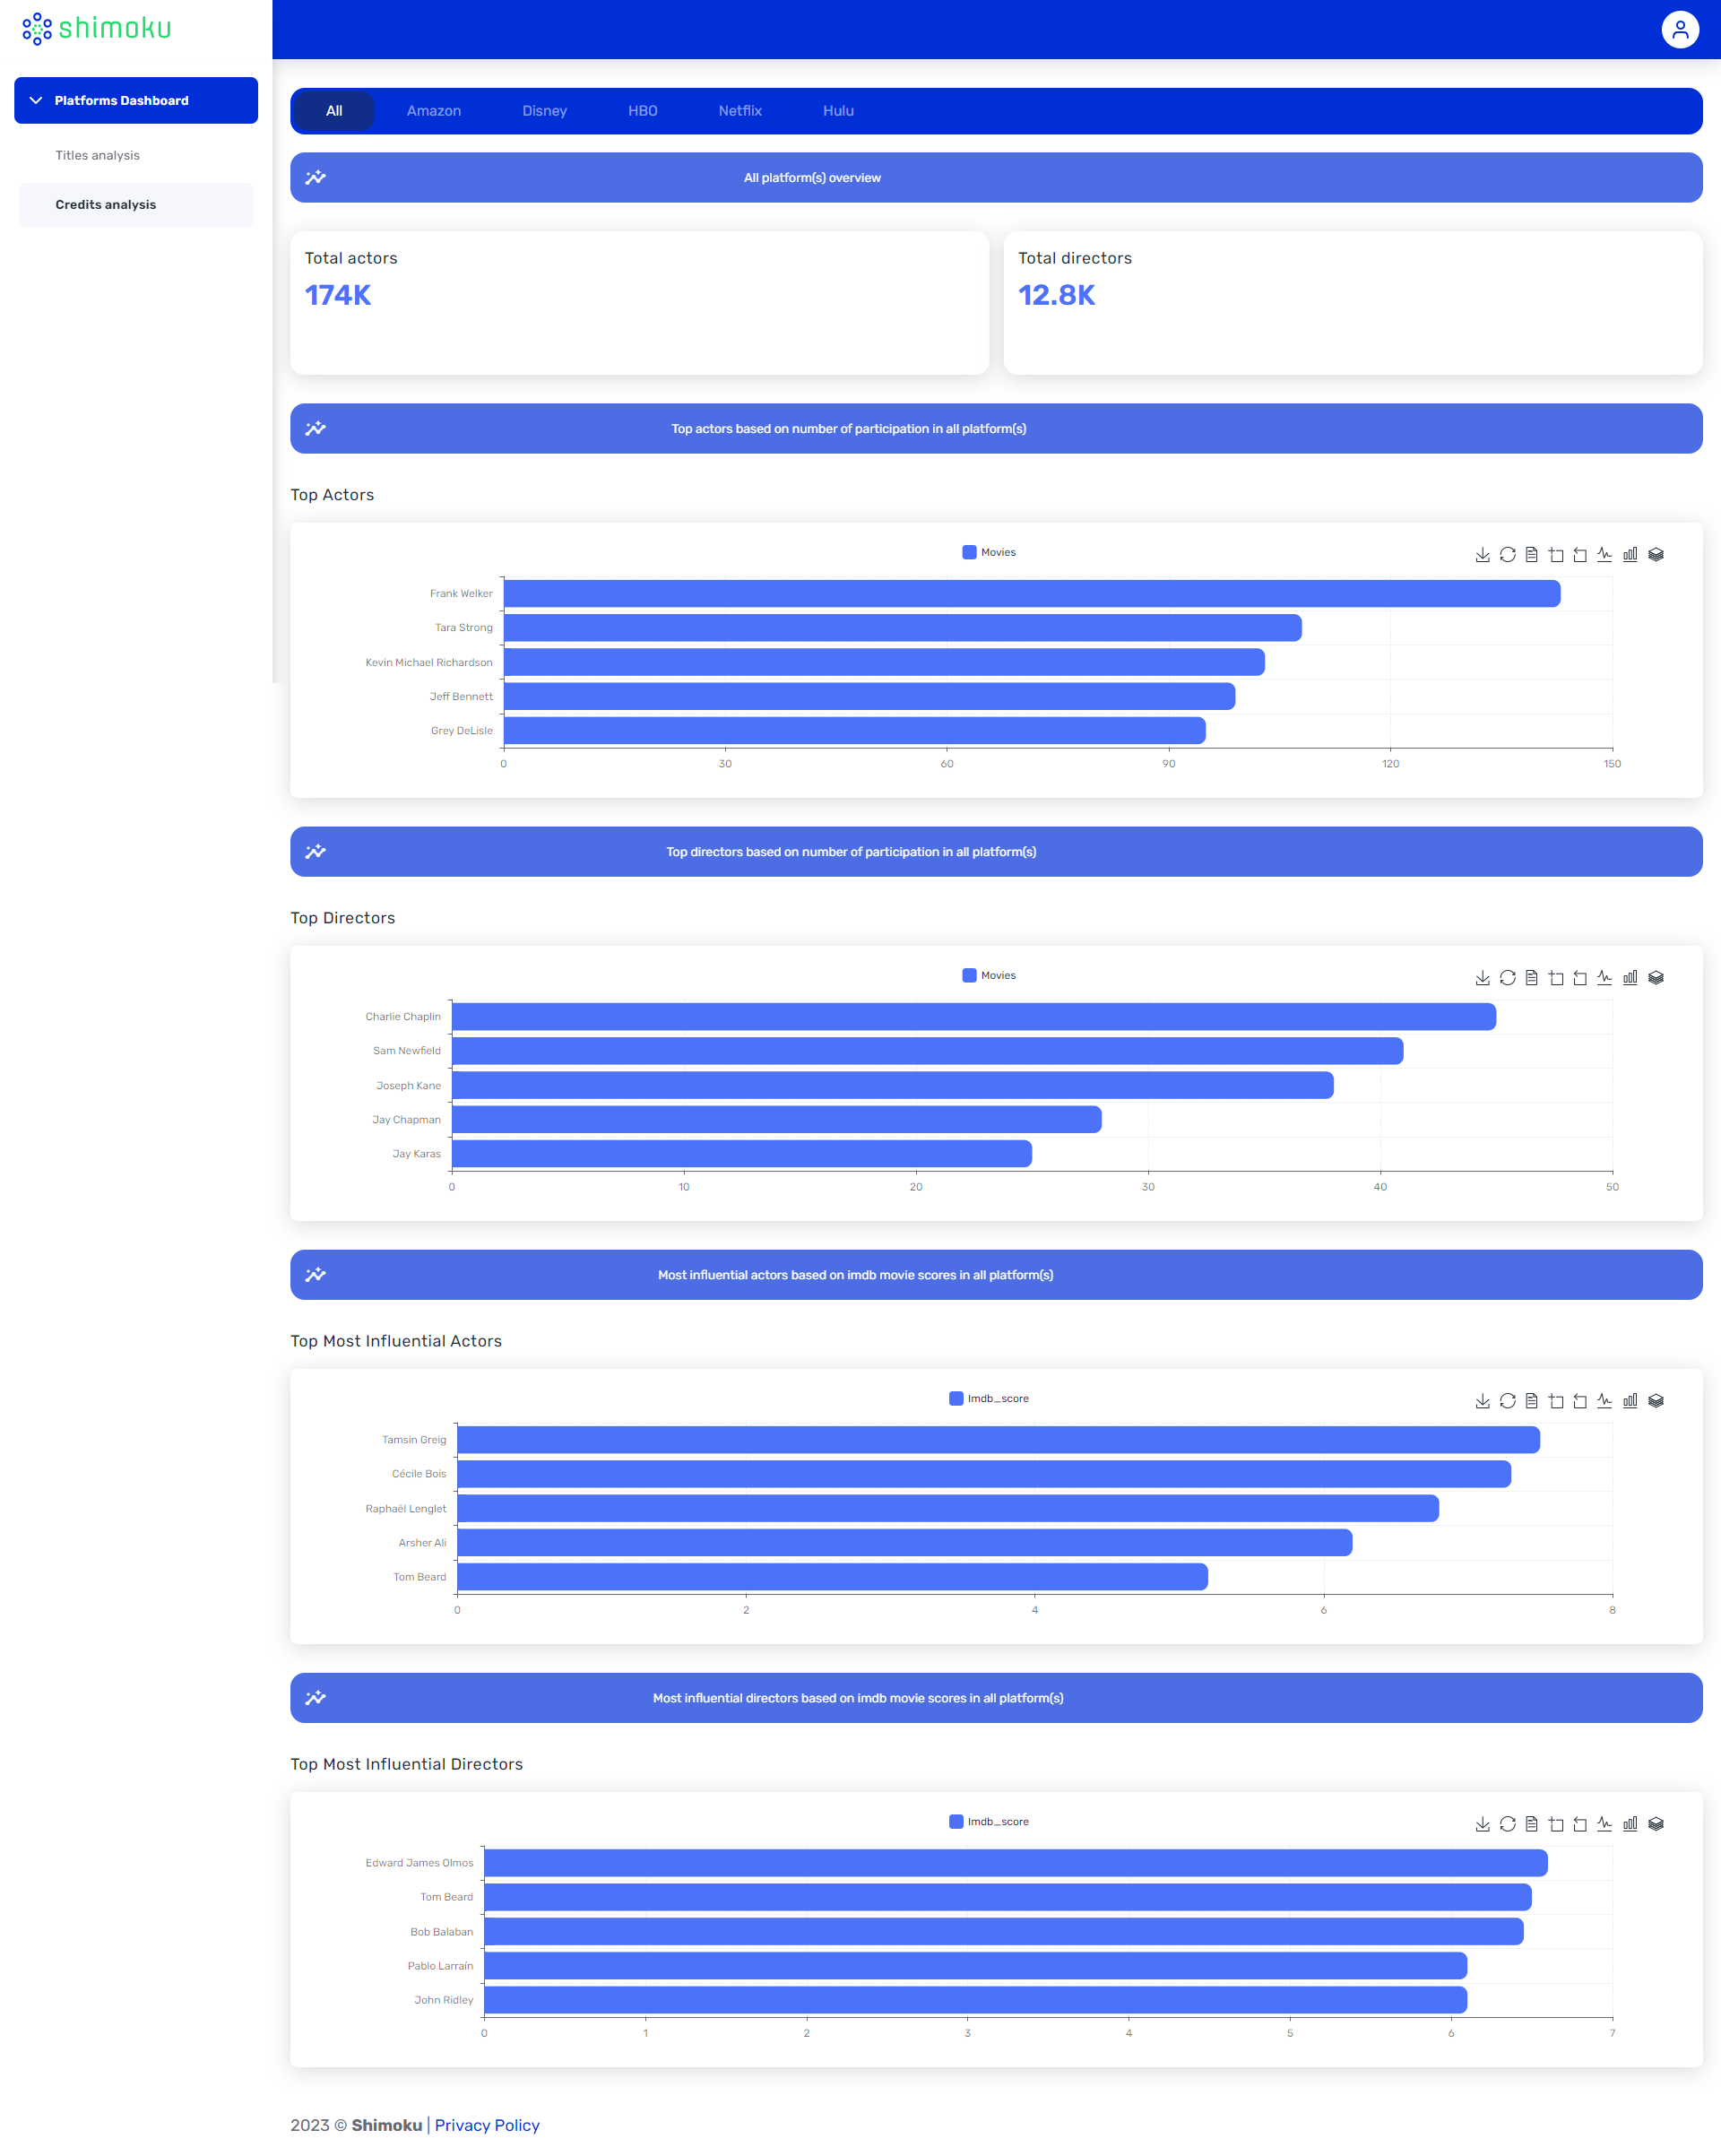 shimoku
Platforms Dashboard
Titles analysis
Credits analysis
All Amazon Disney HBO Netflix Hulu
All platform(s) overview
Total actors
174K
Total directors
12.8K
Top actors based on number of participation in all platform(s)
Top Actors
Movies
Frank Welker
Tara Strong
Kevin Michael Richardson
Jeff Bennett
Grey DeLisle
0 30 60 90 120 150
Top directors based on number of participation in all platform(s)
Top Directors
Movies
Charlie Chaplin
Sam Newfield
Joseph Kane
Jay Chapman
Jay Karas
0 10 20 30 40 50
Most influential actors based on imdb movie scores in all platform(s)
Top Most Influential Actors
Imdb_score
Tamsin Greig
Cécile Bois
Raphaël Lenglet
Arsher Ali
Tom Beard
0 2 4 6 8
Most influential directors based on imdb movie scores in all platform(s)
Top Most Influential Directors
Imdb_score
Edward James Olmos
Tom Beard
Bob Balaban
Pablo Larraín
John Ridley
0 1 2 3 4 5 6 7
2023 © Shimoku | Privacy Policy